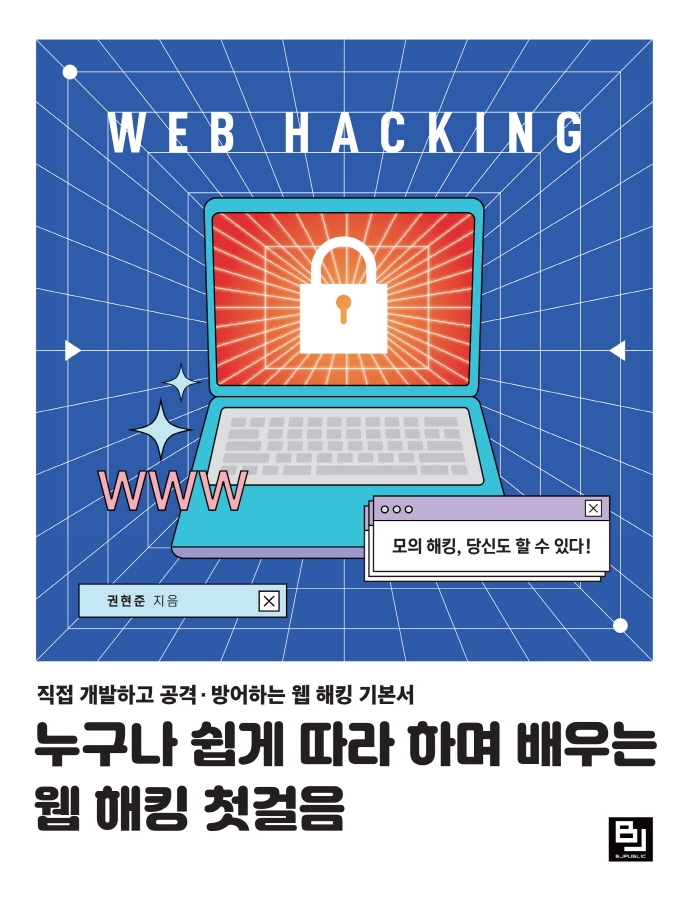 WEB HACKING
WWW
모의 해킹, 당신도 할 수 있다!
권현준 지음
직접 개발하고 공격·방어하는 웹 해킹 기본서
누구나 쉽게 따라 하며 배우는
웹 해킹 첫걸음
BJ
BJPUBLIC